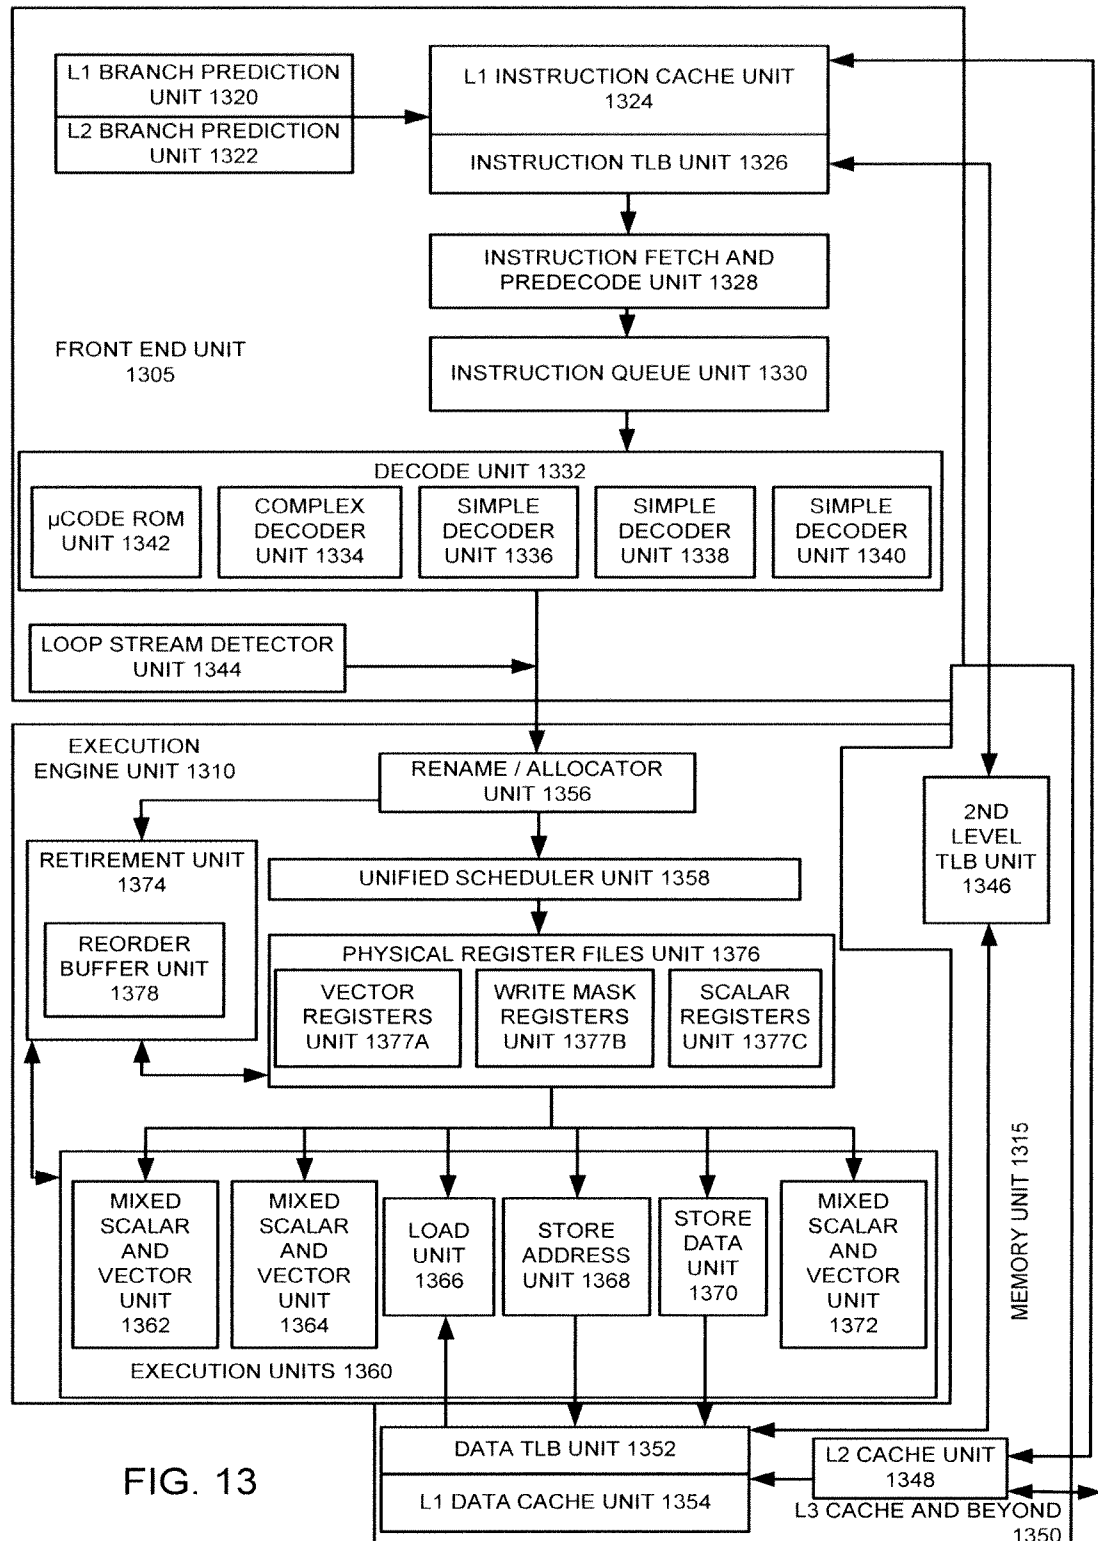 L1 BRANCH PREDICTION
UNIT 1320
L2 BRANCH PREDICTION
UNIT 1322
L1 INSTRUCTION CACHE UNIT
1324
INSTRUCTION TLB UNIT 1326
INSTRUCTION FETCH AND
PREDECODE UNIT 1328
FRONT END UNIT
1305
INSTRUCTION QUEUE UNIT 1330
DECODE UNIT 1332
µCODE ROM
UNIT 1342
COMPLEX
DECODER
UNIT 1334
SIMPLE
DECODER
UNIT 1336
SIMPLE
DECODER
UNIT 1338
SIMPLE
DECODER
UNIT 1340
LOOP STREAM DETECTOR
UNIT 1344
EXECUTION
ENGINE UNIT 1310
RENAME / ALLOCATOR
UNIT 1356
2ND
LEVEL
TLB UNIT
1346
RETIREMENT UNIT
1374
REORDER
BUFFER UNIT
1378
UNIFIED SCHEDULER UNIT 1358
PHYSICAL REGISTER FILES UNIT 1376
VECTOR
REGISTERS
UNIT 1377A
WRITE MASK
REGISTERS
UNIT 1377B
SCALAR
REGISTERS
UNIT 1377C
MEMORY UNIT 1315
MIXED
SCALAR
AND
VECTOR
UNIT
1362
MIXED
SCALAR
AND
VECTOR
UNIT
1364
LOAD
UNIT
1366
STORE
ADDRESS
UNIT 1368
STORE
DATA
UNIT
1370
MIXED
SCALAR
AND
VECTOR
UNIT
1372
EXECUTION UNITS 1360
DATA TLB UNIT 1352
L1 DATA CACHE UNIT 1354
L2 CACHE UNIT
1348
L3 CACHE AND BEYOND
1350
FIG. 13